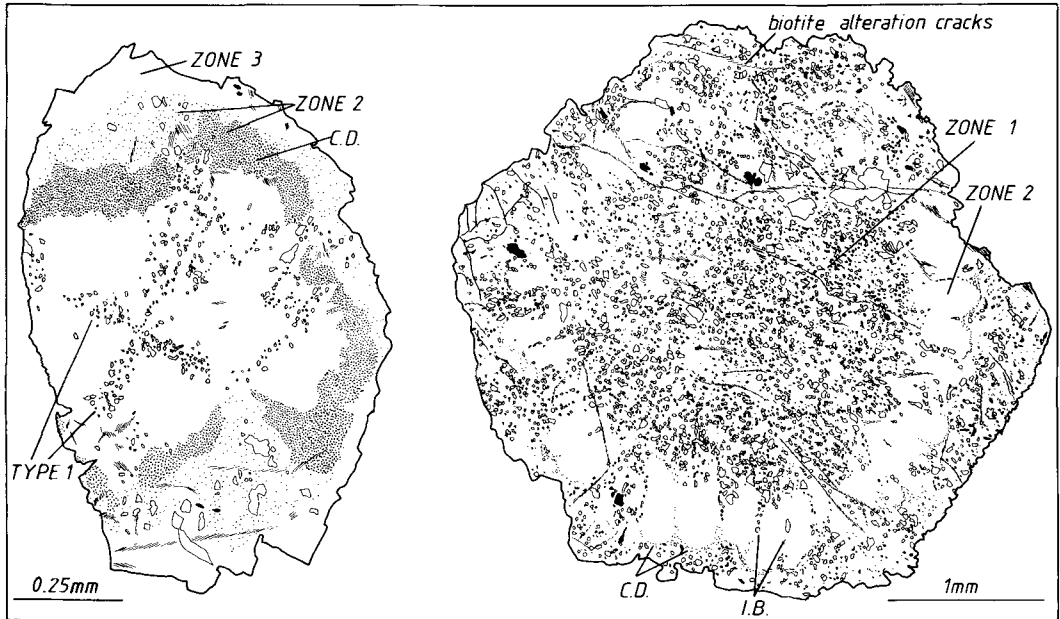 ZONE 3
ZONE 2
C.D.
TYPE 1
0.25mm
biotite alteration cracks
ZONE 1
ZONE 2
C.D.
I.B.
1mm